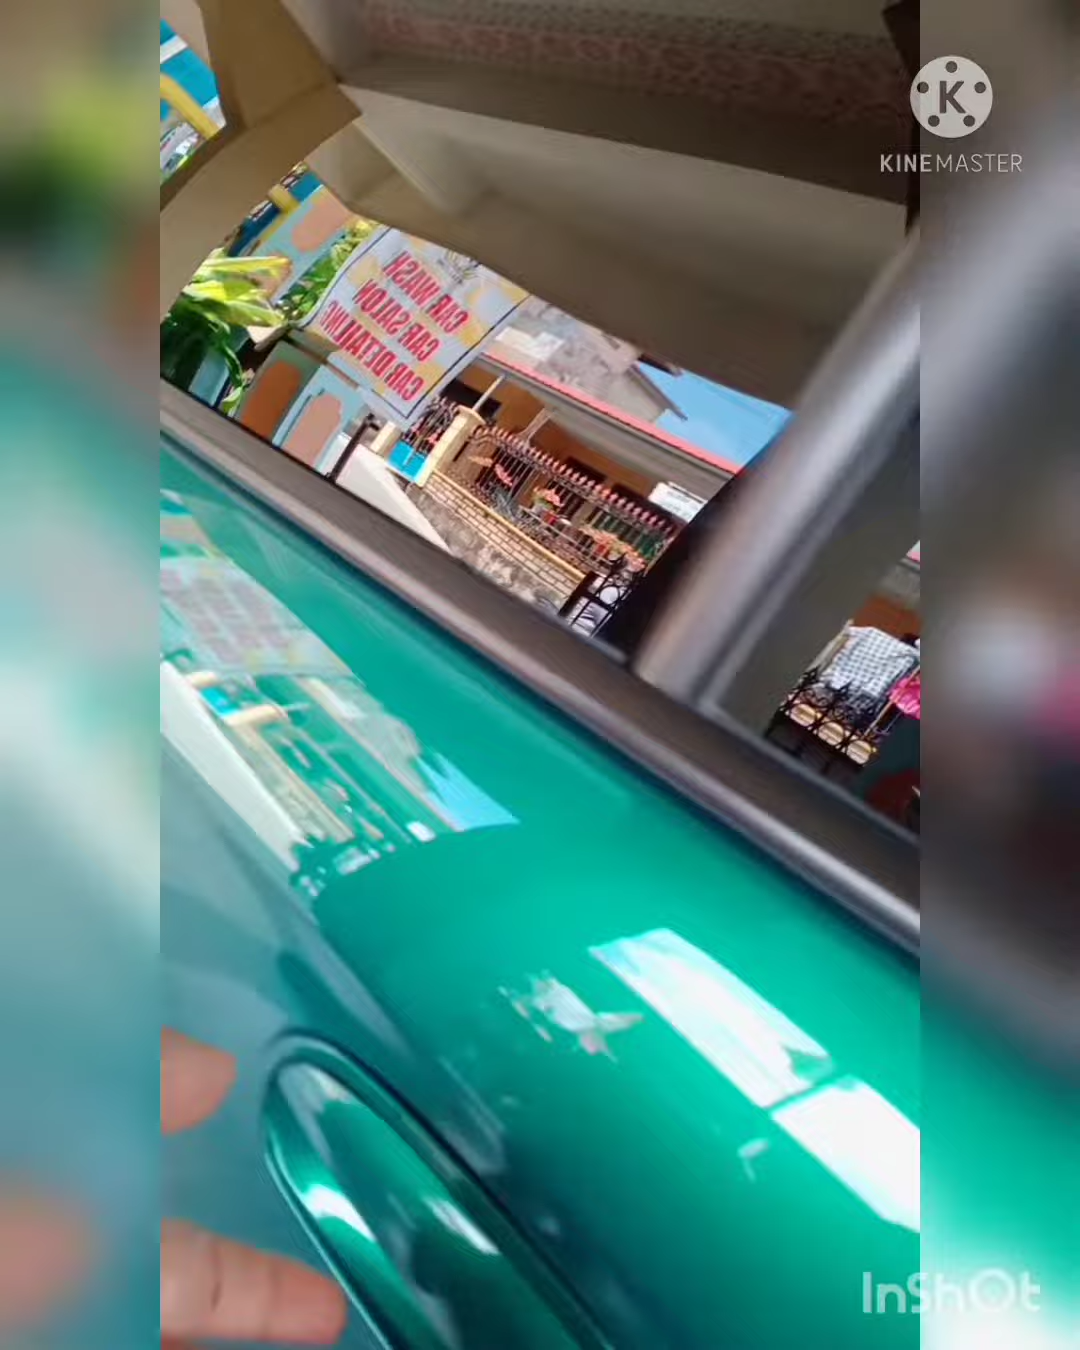 K
KINEMASTER
CAR WASH
CAR SALON
CAR DETAILING
InShOt